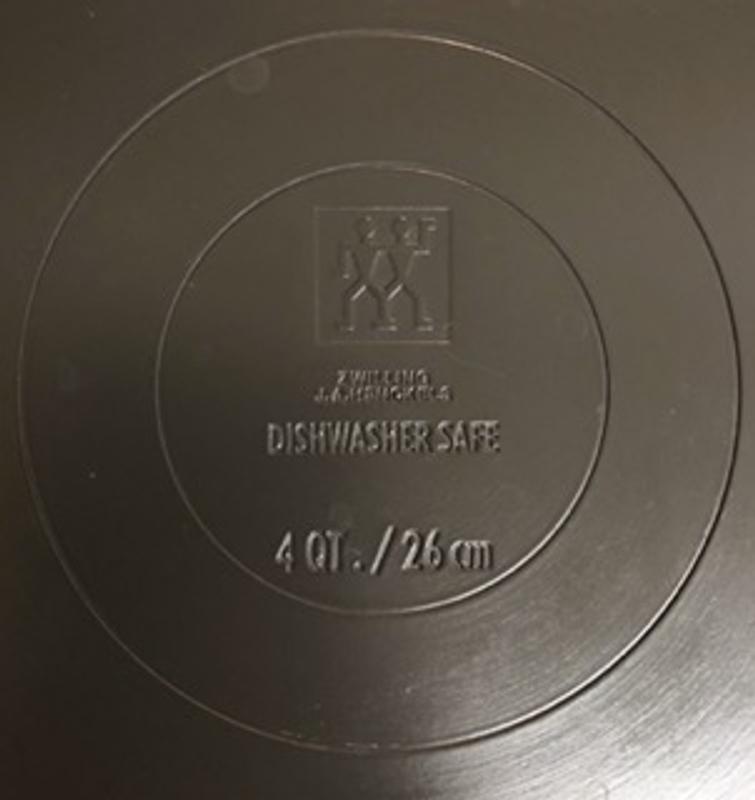 ZWILLING
J.A.HENCKELS
DISHWASHER SAFE
4 QT. / 26 cm